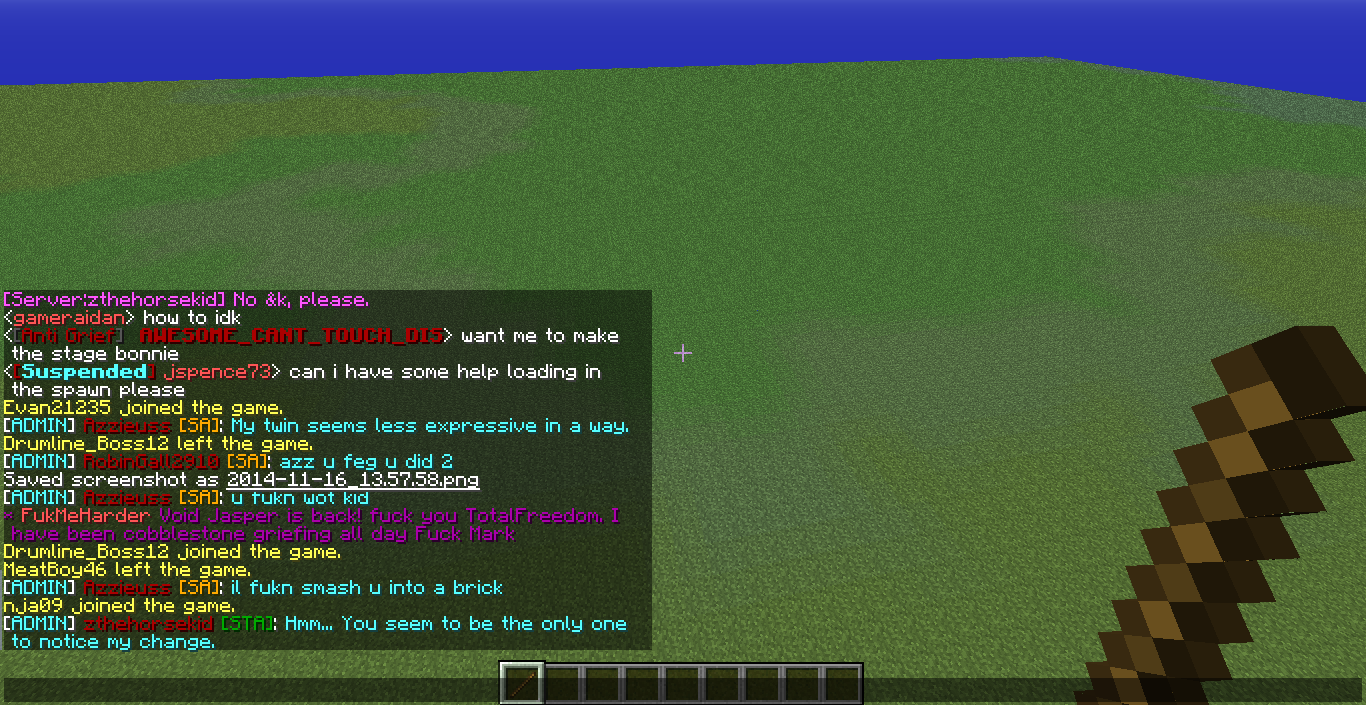 [Server:zthehorsekid] No &k, please.
<gameraidan> how to idk
<[Anti Grief] AWESOME_CANT_TOUCH_DIS> want me to make
the stage bonnie
<[Suspended] jspence73> can i have some help loading in
the spawn please
Evan21235 joined the game.
[ADMIN] Azzieuss [SA]: My twin seems less expressive in a way.
Drumline_Boss12 left the game.
[ADMIN] RobinGall2910 [SA]: azz u feg u did 2
Saved screenshot as 2014-11-16_13.57.58.png
[ADMIN] Azzieuss [SA]: u fukn wot kid
* FukMeHarder Void Jasper is back! fuck you TotalFreedom. I
have been cobblestone griefing all day Fuck Mark
Drumline_Boss12 joined the game.
MeatBoy46 left the game.
[ADMIN] Azzieuss [SA]: il fukn smash u into a brick
nja09 joined the game.
[ADMIN] zthehorsekid [STA]: Hmm... You seem to be the only one
to notice my change.